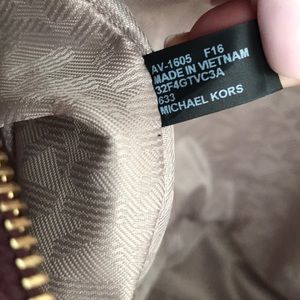 AV-1605 F16
MADE IN VIETNAM
32F4GTVC3A
633
MICHAEL KORS